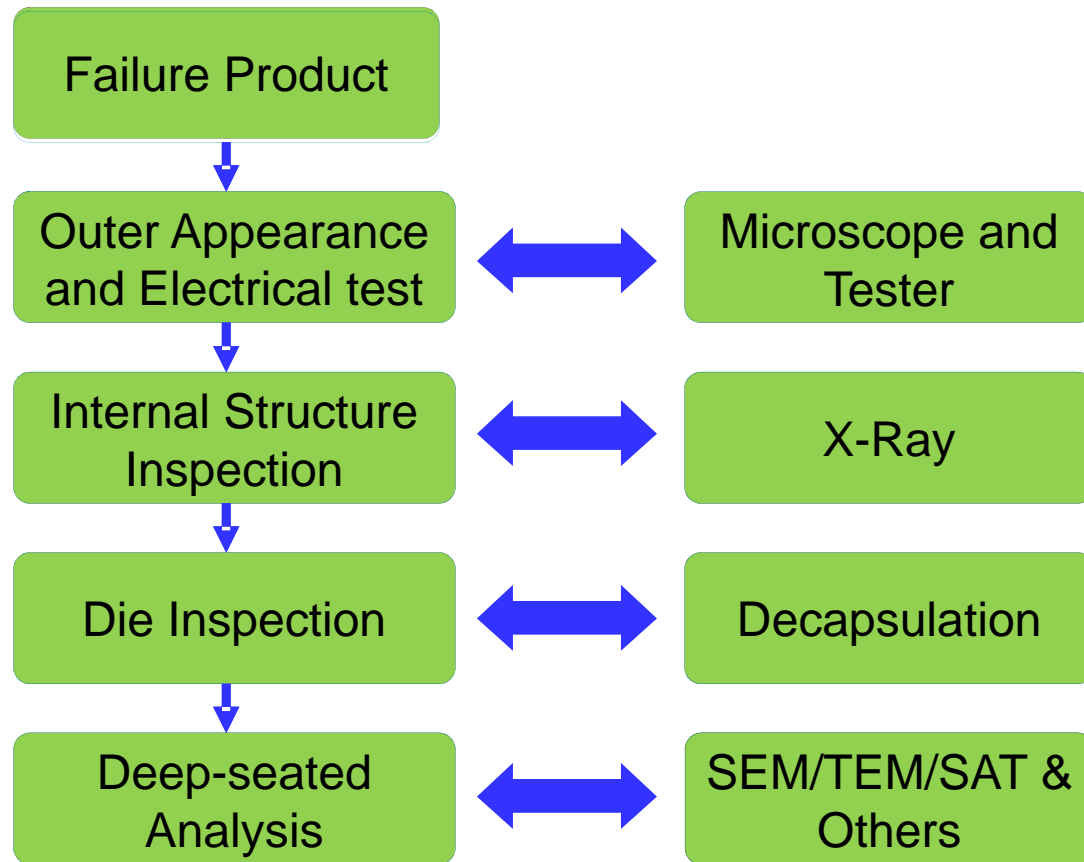 Failure Product
Outer Appearance
and Electrical test
Microscope and
Tester
Internal Structure
Inspection
X-Ray
Die Inspection
Decapsulation
Deep-seated
Analysis
SEM/TEM/SAT &
Others